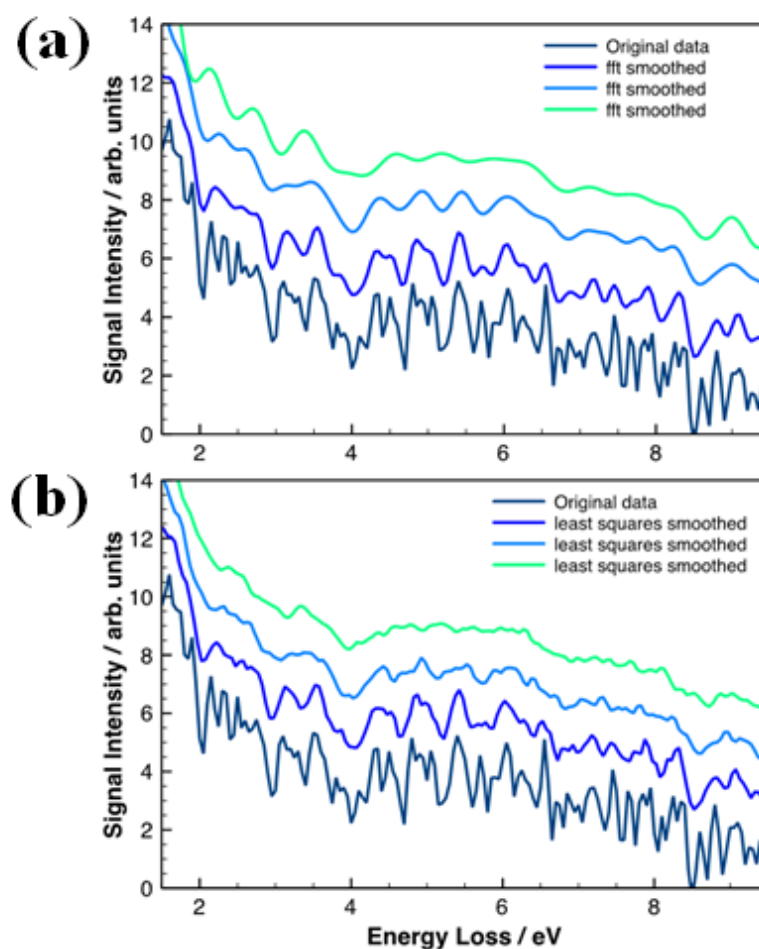 (a)
14
12
10
8
6
4
2
0
Signal Intensity / arb. units
Original data
fft smoothed
fft smoothed
fft smoothed
2 4 6 8
(b)
14
12
10
8
6
4
2
0
Signal Intensity / arb. units
Original data
least squares smoothed
least squares smoothed
least squares smoothed
2 4 6 8
Energy Loss / eV